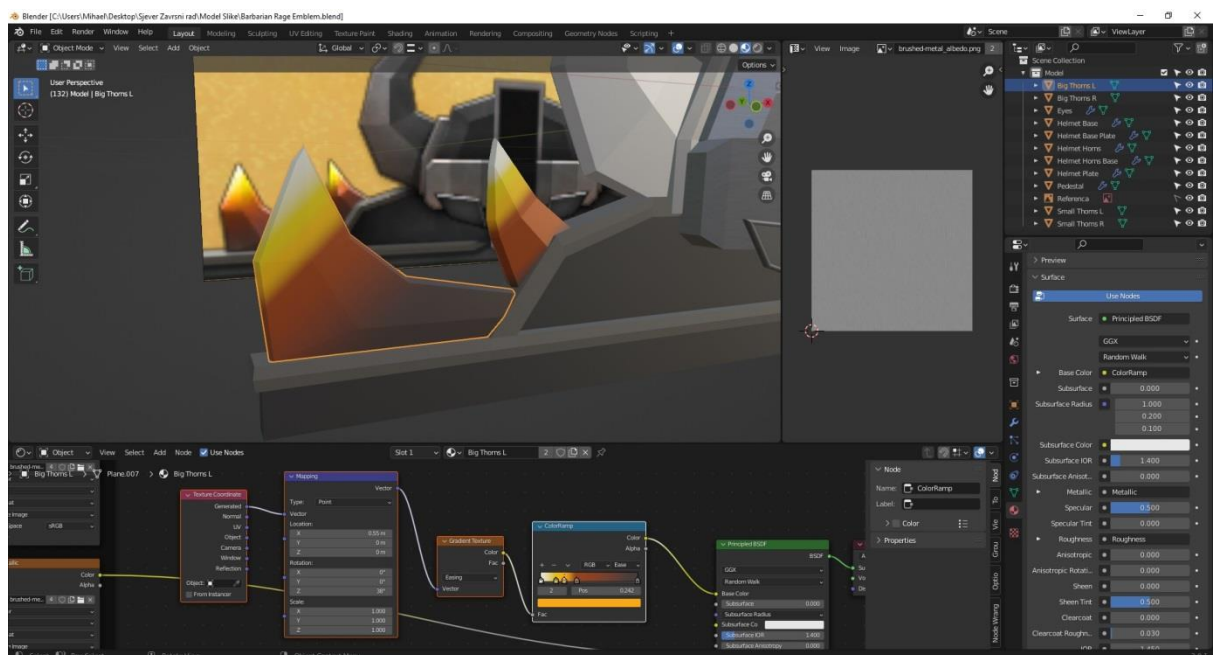 Blender [C:\Users\Mihael\Desktop\Sjever Zavrsni rad\Model Slike\Barbarian Rage Emblem.blend]
File Edit Render Window Help Layout Modeling Sculpting UV Editing Texture Paint Shading Animation Rendering Compositing Geometry Nodes Scripting + Scene ViewLayer
Object Mode View Select Add Object Global View Image brushed-metal_albedo.png 2
Options
User Perspective
(132) Model | Big Thorns L
Scene Collection
Model
Big Thorns L
Big Thorns R
Eyes
Helmet Base
Helmet Base Plate
Helmet Horns
Helmet Horns Base
Helmet Plate
Pedestal
Referenca
Small Thorns L
Small Thorns R
Preview
Surface
Use Nodes
Surface Principled BSDF
GGX
Random Walk
Base Color ColorRamp
Subsurface 0.000
Subsurface Radius 1.000
0.200
0.100
Subsurface Color
Subsurface IOR 1.400
Subsurface Anisot... 0.000
Metallic Metallic
Specular 0.500
Specular Tint 0.000
Roughness Roughness
Anisotropic 0.000
Anisotropic Rotati... 0.000
Sheen 0.000
Sheen Tint 0.500
Clearcoat 0.000
Clearcoat Roughn... 0.030
Object View Select Add Node Use Nodes Slot 1 Big Thorns L 2
Big Thorns L Plane.007 Big Thorns L
sRGB
Color
Alpha
Texture Coordinate
Generated
Normal
UV
Object
Camera
Window
Reflection
Object:
From Instancer
Mapping
Vector
Type: Point
Vector
Location:
X 0.55 m
Y 0 m
Z 0 m
Rotation:
X 0°
Y 0°
Z 38°
Scale:
X 1.000
Y 1.000
Z 1.000
Gradient Texture
Color
Fac
Easing
Vector
ColorRamp
Color
Alpha
+ - RGB Ease
2 Pos 0.242
Fac
Principled BSDF
BSDF
GGX
Random Walk
Base Color
Subsurface 0.000
Subsurface Radius
Subsurface Co
Subsurface IOR 1.400
Subsurface Anisotropy 0.000
Node
Name: ColorRamp
Label:
Color
Properties
Node Wrang